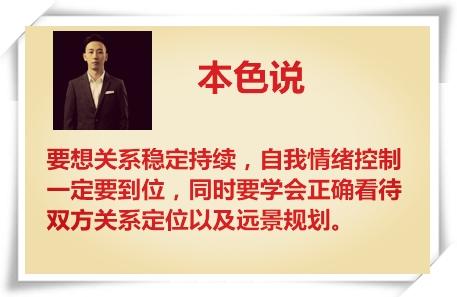 本色说
要想关系稳定持续，自我情绪控制
一定要到位，同时要学会正确看待
双方关系定位以及远景规划。